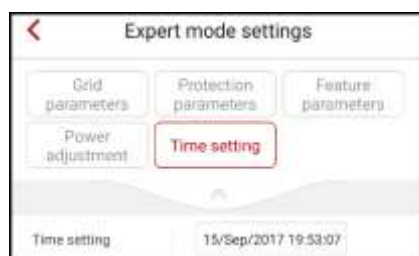 Expert mode settings
Grid parameters
Protection parameters
Feature parameters
Power adjustment
Time setting
Time setting 15/Sep/2017 19:53:07